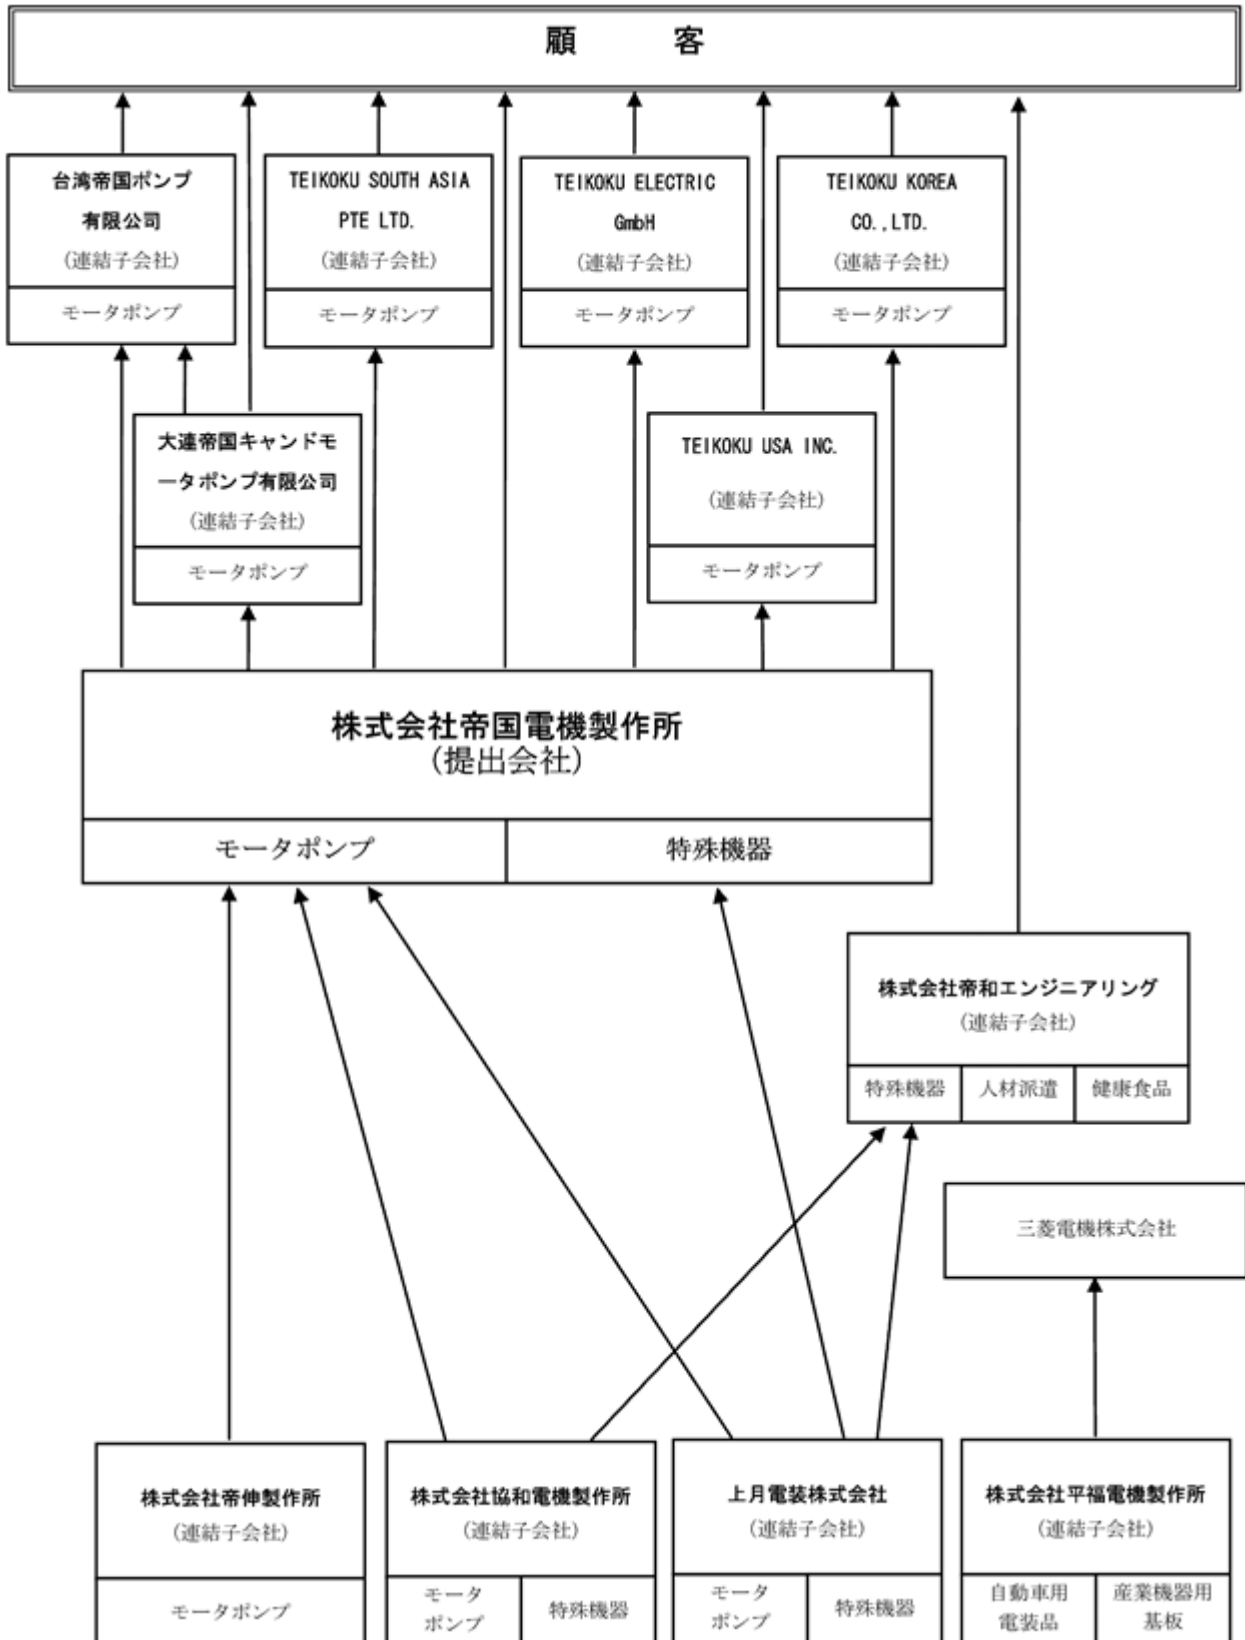 顧　　　客
台湾帝国ポンプ
有限公司
(連結子会社)
モータポンプ
TEIKOKU SOUTH ASIA
PTE LTD.
(連結子会社)
モータポンプ
TEIKOKU ELECTRIC
GmbH
(連結子会社)
モータポンプ
TEIKOKU KOREA
CO.,LTD.
(連結子会社)
モータポンプ
大連帝国キャンドモ
ータポンプ有限公司
(連結子会社)
モータポンプ
TEIKOKU USA INC.
(連結子会社)
モータポンプ
株式会社帝国電機製作所
(提出会社)
モータポンプ
特殊機器
株式会社帝和エンジニアリング
(連結子会社)
特殊機器
人材派遣
健康食品
三菱電機株式会社
株式会社帝伸製作所
(連結子会社)
モータポンプ
株式会社協和電機製作所
(連結子会社)
モータ
ポンプ
特殊機器
上月電装株式会社
(連結子会社)
モータ
ポンプ
特殊機器
株式会社平福電機製作所
(連結子会社)
自動車用
電装品
産業機器用
基板